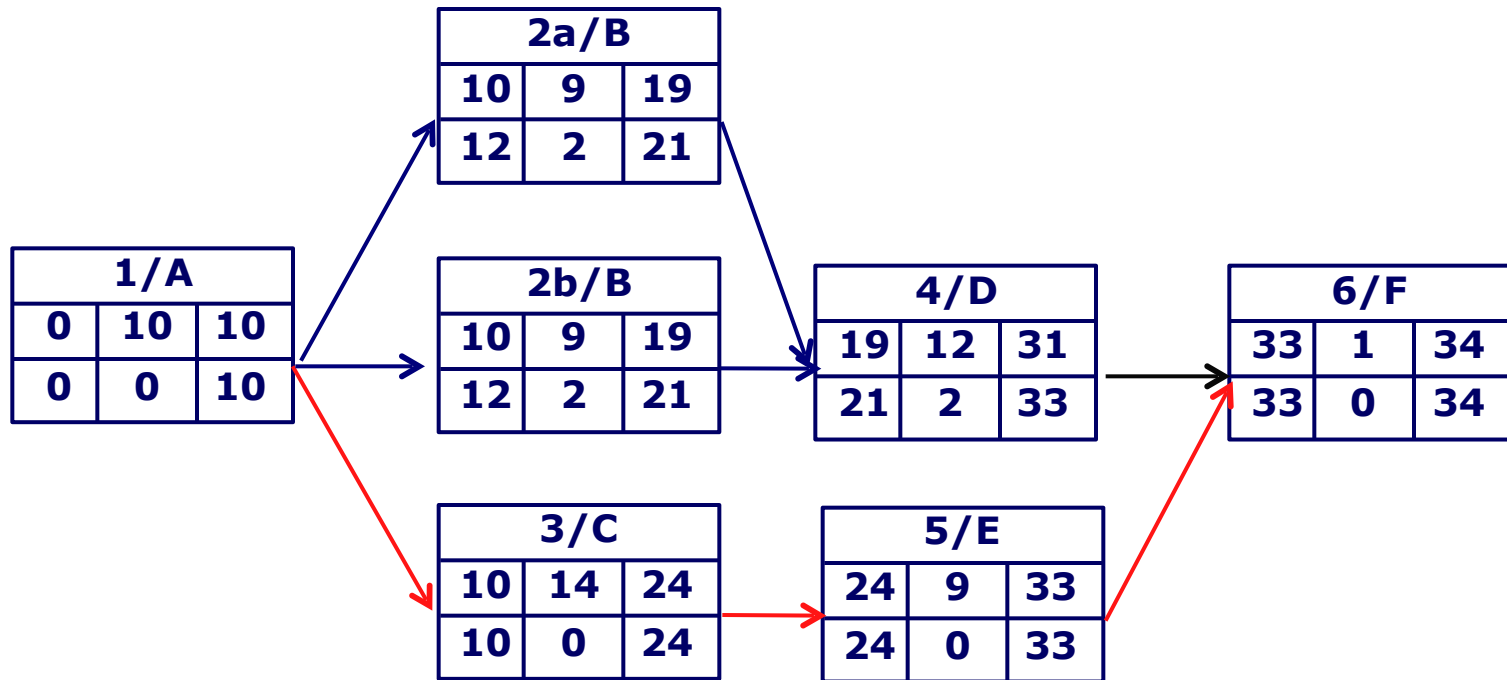 2a/B
10 9 19
12 2 21
1/A
0 10 10
0 0 10
2b/B
10 9 19
12 2 21
4/D
19 12 31
21 2 33
6/F
33 1 34
33 0 34
3/C
10 14 24
10 0 24
5/E
24 9 33
24 0 33